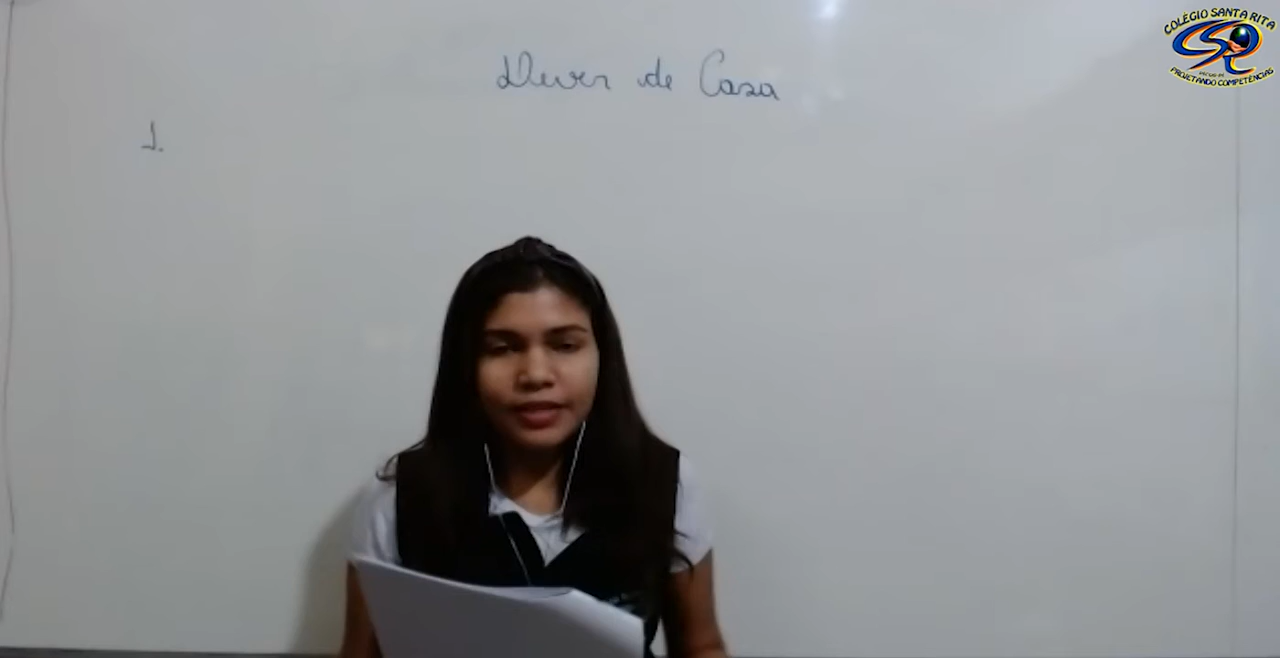 Dever de Casa
1.
COLÉGIO SANTA RITA
PROJETANDO COMPETÊNCIAS